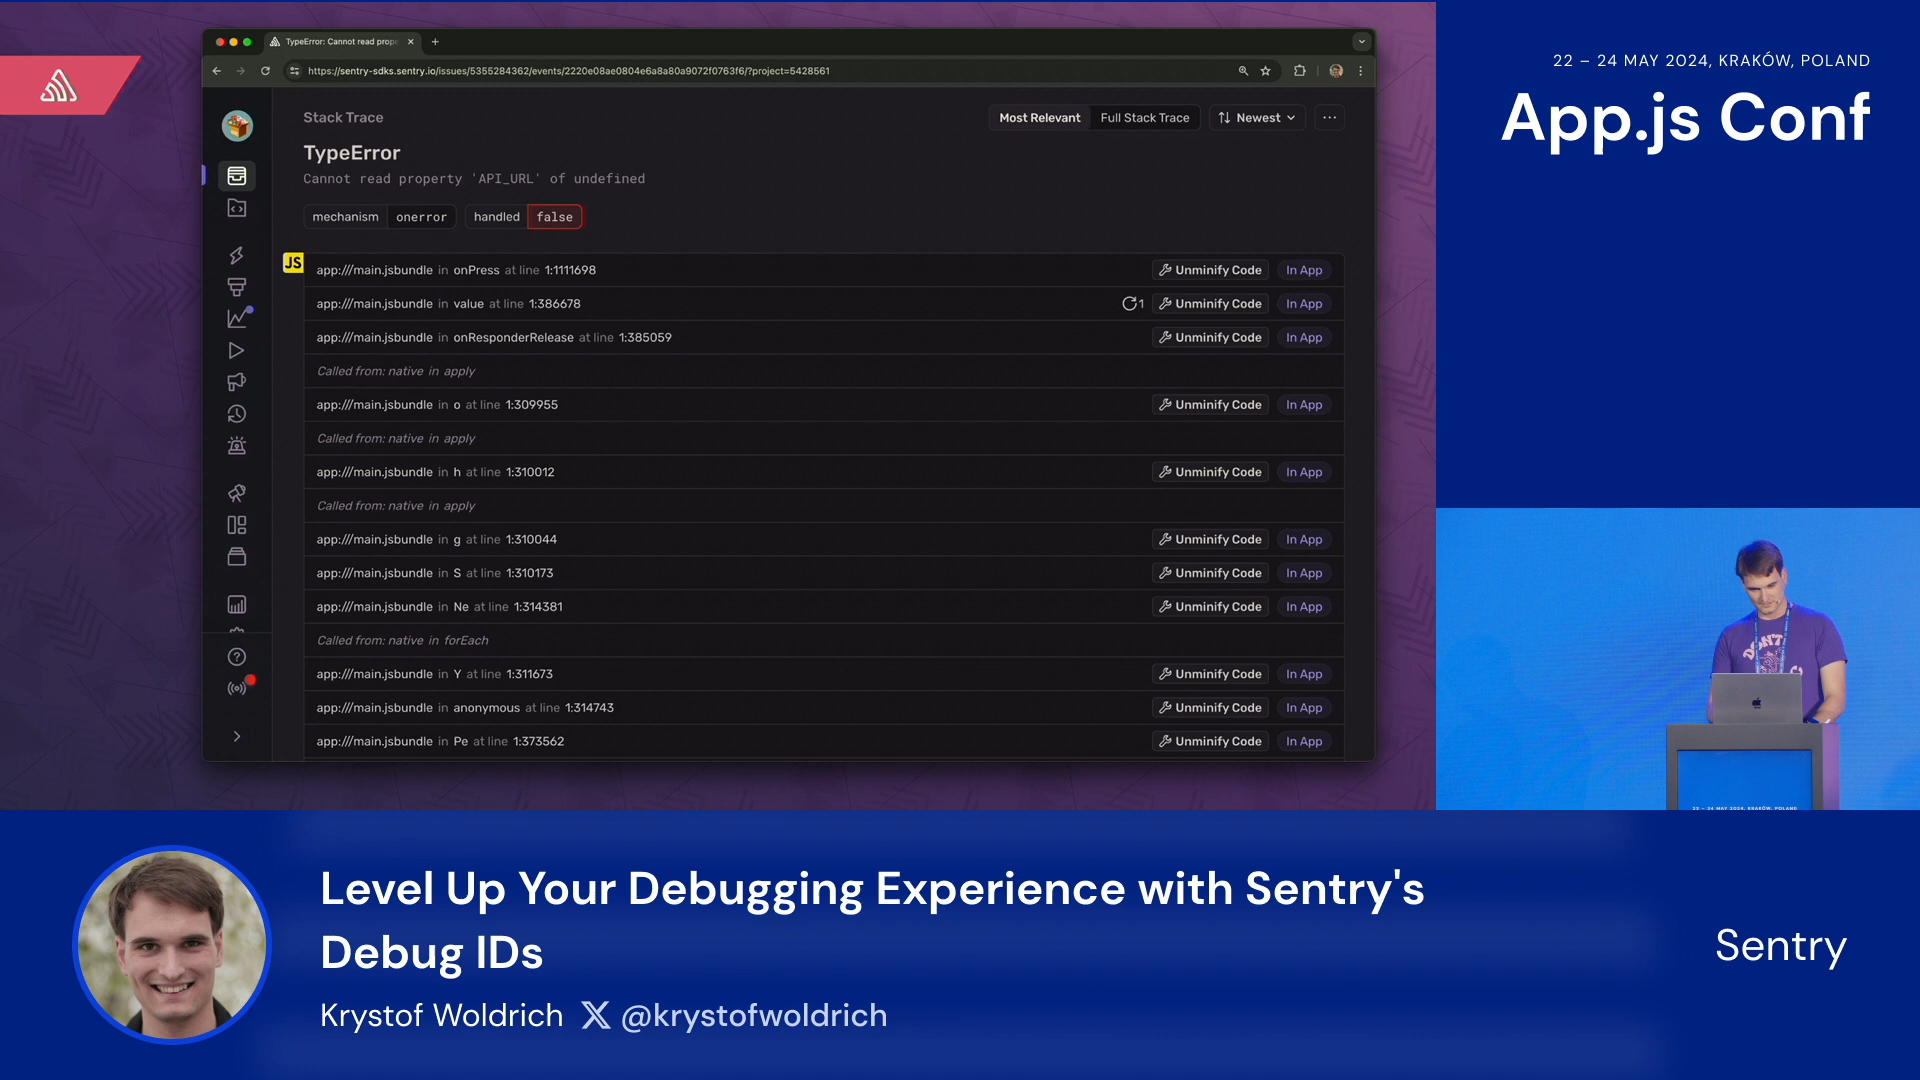 TypeError: Cannot read prope
https://sentry-sdks.sentry.io/issues/5355284362/events/2220e08ae0804e6a8a80a9072f0763f6/?project=5428561
Stack Trace
Most Relevant
Full Stack Trace
Newest
TypeError
Cannot read property 'API_URL' of undefined
mechanism onerror
handled false
JS
app:///main.jsbundle in onPress at line 1:1111698 Unminify Code In App
app:///main.jsbundle in value at line 1:386678 1 Unminify Code In App
app:///main.jsbundle in onResponderRelease at line 1:385059 Unminify Code In App
Called from: native in apply
app:///main.jsbundle in o at line 1:309955 Unminify Code In App
Called from: native in apply
app:///main.jsbundle in h at line 1:310012 Unminify Code In App
Called from: native in apply
app:///main.jsbundle in g at line 1:310044 Unminify Code In App
app:///main.jsbundle in S at line 1:310173 Unminify Code In App
app:///main.jsbundle in Ne at line 1:314381 Unminify Code In App
Called from: native in forEach
app:///main.jsbundle in Y at line 1:311673 Unminify Code In App
app:///main.jsbundle in anonymous at line 1:314743 Unminify Code In App
app:///main.jsbundle in Pe at line 1:373562 Unminify Code In App
22 – 24 MAY 2024, KRAKÓW, POLAND
App.js Conf
22 – 24 MAY 2024, KRAKÓW, POLAND
Level Up Your Debugging Experience with Sentry's
Debug IDs
Krystof Woldrich X @krystofwoldrich
Sentry